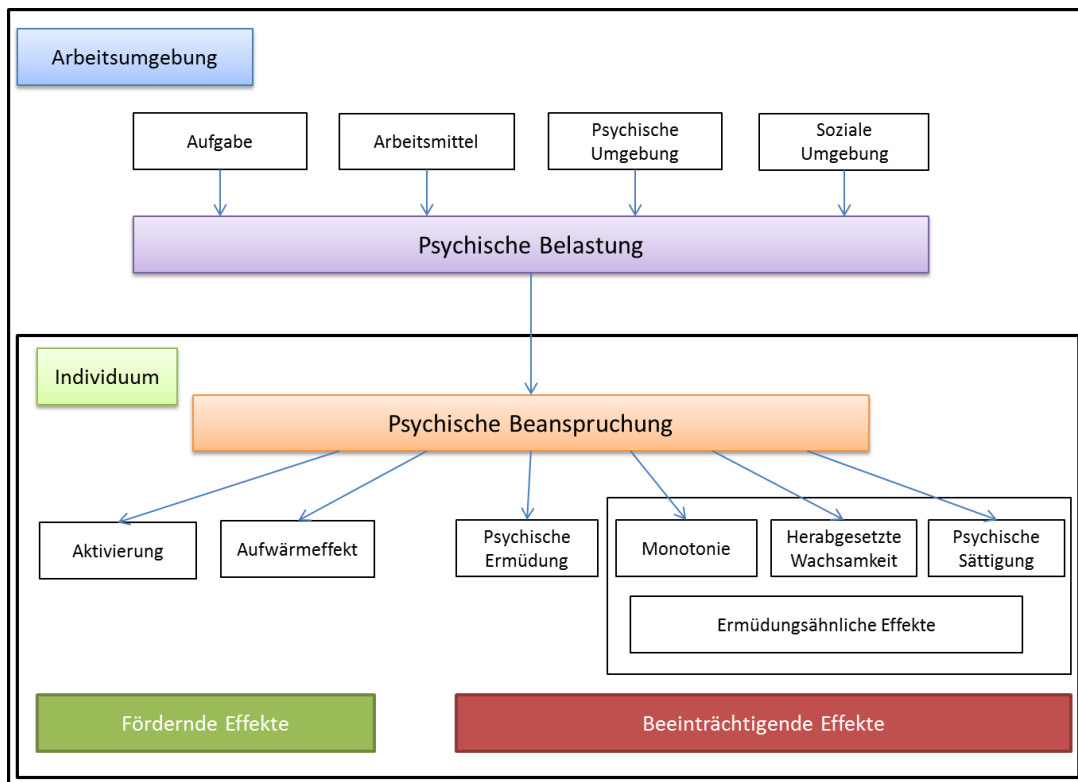 Arbeitsumgebung
Aufgabe
Arbeitsmittel
Psychische
Umgebung
Soziale
Umgebung
Psychische Belastung
Individuum
Psychische Beanspruchung
Aktivierung
Aufwärmeffekt
Psychische
Ermüdung
Monotonie
Herabgesetzte
Wachsamkeit
Psychische
Sättigung
Ermüdungsähnliche Effekte
Fördernde Effekte
Beeinträchtigende Effekte